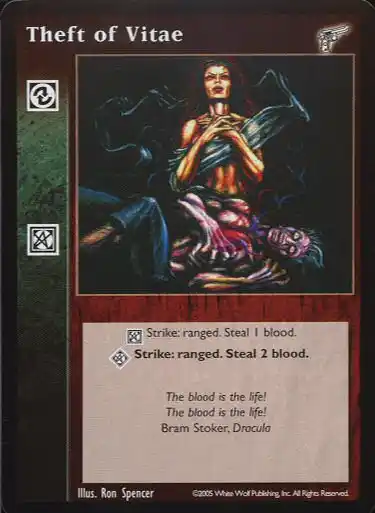 Theft of Vitae
Strike: ranged. Steal 1 blood.
Strike: ranged. Steal 2 blood.
The blood is the life!
The blood is the life!
Bram Stoker, Dracula
Illus. Ron Spencer
©2005 White Wolf Publishing, Inc. All Rights Reserved.